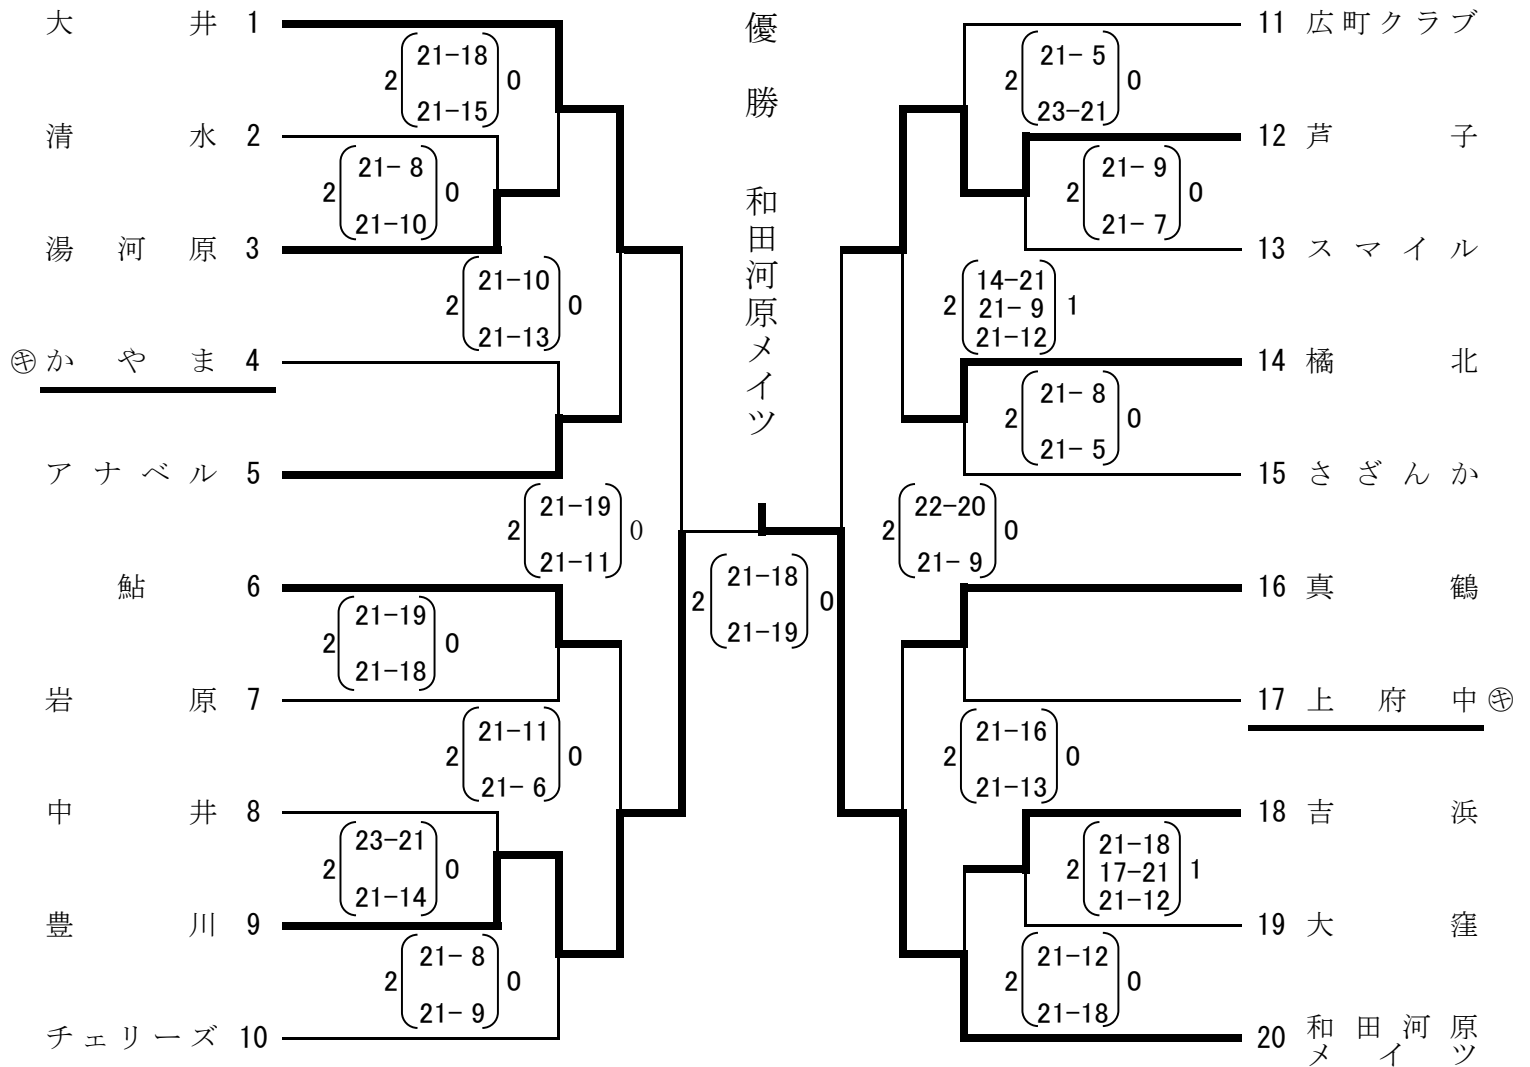 優勝 和田河原メイツ
大井 1
2 21-18 0
21-15
清水 2
2 21- 8 0
21-10
湯河原 3
2 21-10 0
21-13
㋖かやま 4
アナベル 5
2 21-19 0
21-11
鮎 6
2 21-19 0
21-18
岩原 7
2 21-11 0
21- 6
中井 8
2 23-21 0
21-14
豊川 9
2 21- 8 0
21- 9
チェリーズ 10
2 21-18 0
21-19
11 広町クラブ
2 21- 5 0
23-21
12 芦子
2 21- 9 0
21- 7
13 スマイル
14-21
2 21- 9 1
21-12
14 橘北
2 21- 8 0
21- 5
15 さざんか
2 22-20 0
21- 9
16 真鶴
17 上府中㋖
2 21-16 0
21-13
18 吉浜
21-18
2 17-21 1
21-12
19 大窪
2 21-12 0
21-18
20 和田河原
メイツ